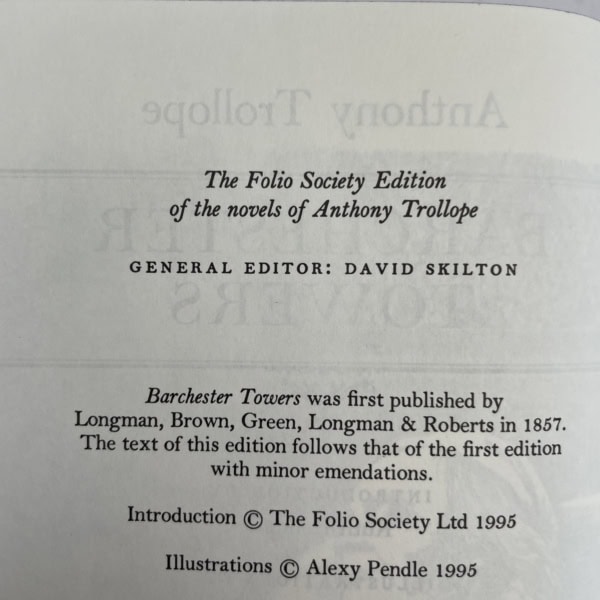 The Folio Society Edition
of the novels of Anthony Trollope
GENERAL EDITOR: DAVID SKILTON
Barchester Towers was first published by
Longman, Brown, Green, Longman & Roberts in 1857.
The text of this edition follows that of the first edition
with minor emendations.
Introduction © The Folio Society Ltd 1995
Illustrations © Alexy Pendle 1995